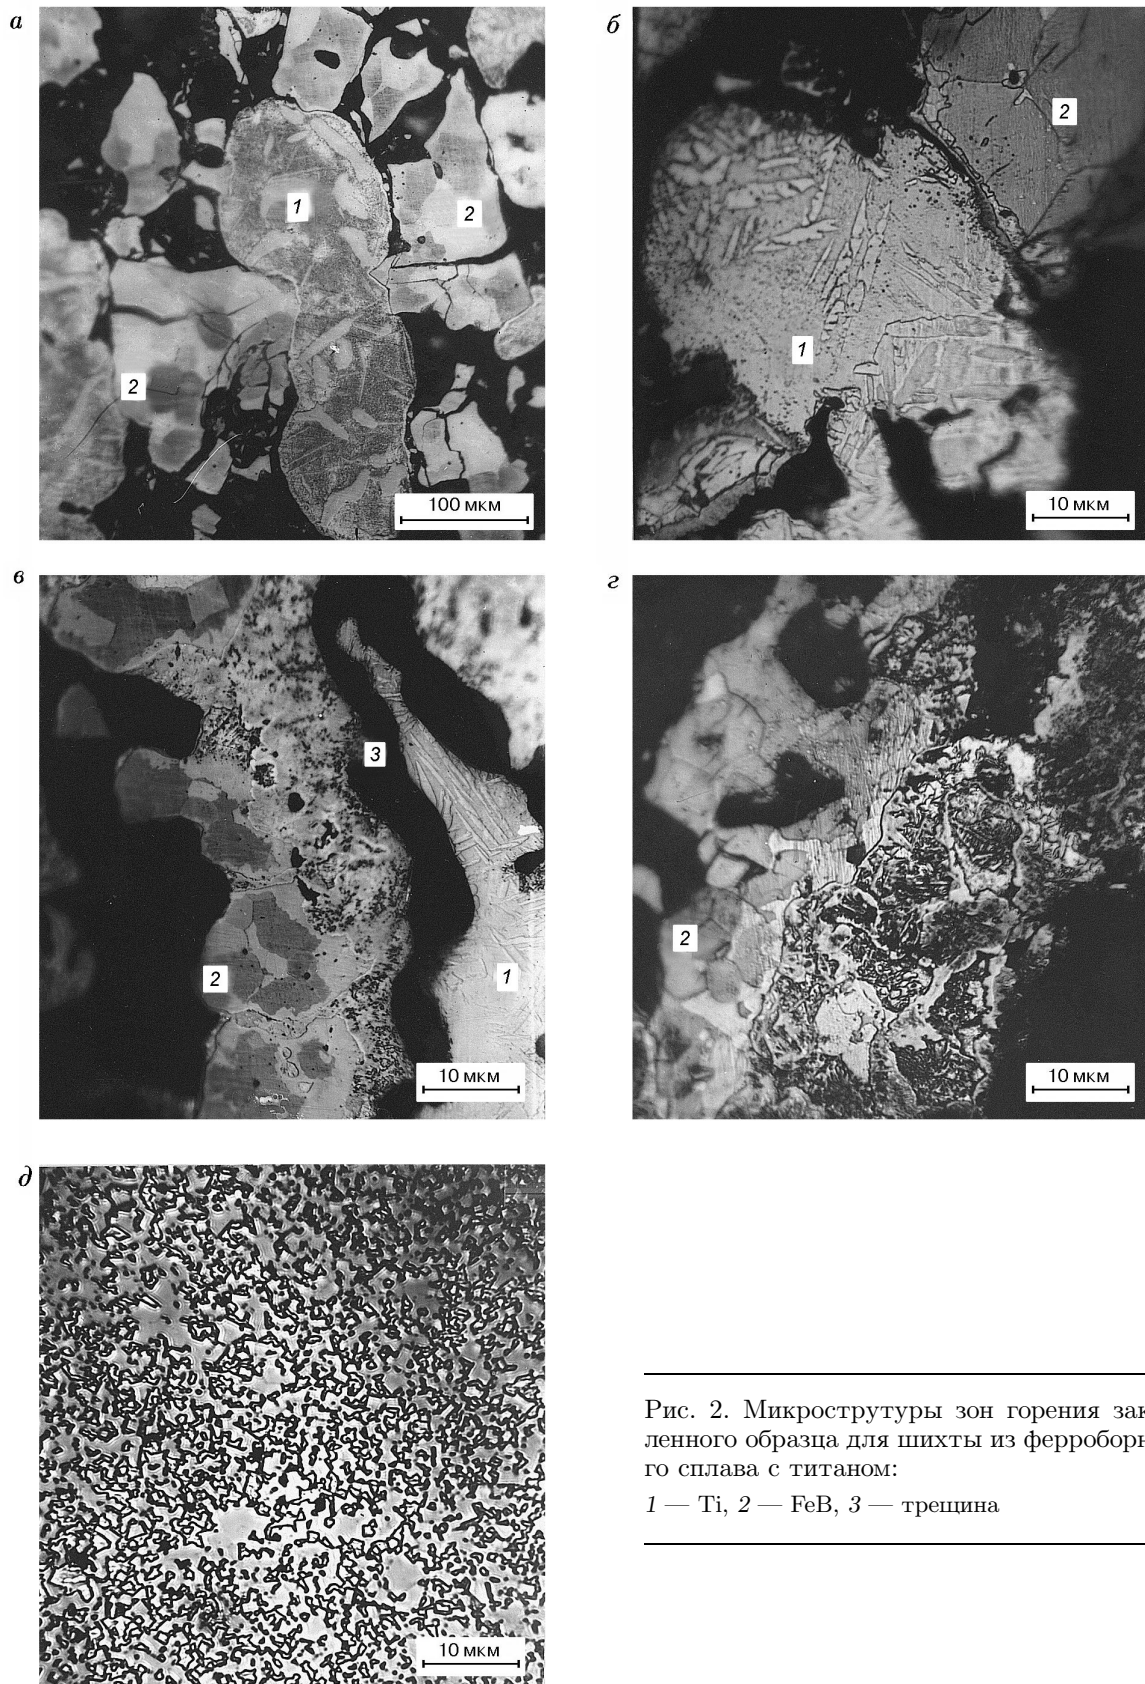 а
б
1
2
2
100 мкм
2
1
10 мкм
в
г
3
2
1
10 мкм
2
10 мкм
д
10 мкм
Рис. 2. Микрострутуры зон горения зак
ленного образца для шихты из ферроборн
го сплава с титаном:
1 — Ti, 2 — FeB, 3 — трещина